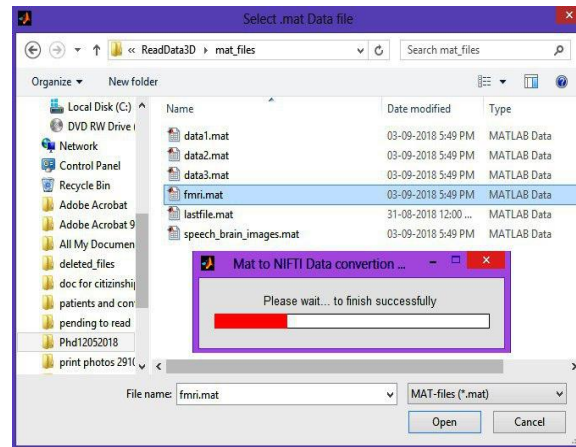 Select .mat Data file
« ReadData3D ▸ mat_files
Search mat_files
Organize ▾ New folder
Local Disk (C:)
DVD RW Drive (
Network
Control Panel
Recycle Bin
Adobe Acrobat
Adobe Acrobat 9
All My Documen
deleted_files
doc for citizinship
patients and con
pending to read
Phd12052018
print photos 2910
Name Date modified Type
data1.mat 03-09-2018 5:49 PM MATLAB Data
data2.mat 03-09-2018 5:49 PM MATLAB Data
data3.mat 03-09-2018 5:49 PM MATLAB Data
fmri.mat 03-09-2018 5:49 PM MATLAB Data
lastfile.mat 31-08-2018 12:00 ... MATLAB Data
speech_brain_images.mat 03-09-2018 5:49 PM MATLAB Data
Mat to NIFTI Data convertion ...
Please wait... to finish successfully
File name: fmri.mat MAT-files (*.mat)
Open Cancel